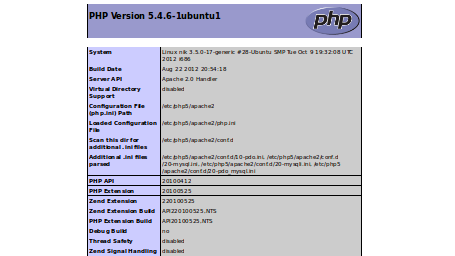 PHP Version 5.4.6-1ubuntu1
php
System Linux nik 3.5.0-17-generic #28-Ubuntu SMP Tue Oct 9 19:32:08 UTC
2012 i686
Build Date Aug 22 2012 20:54:18
Server API Apache 2.0 Handler
Virtual Directory disabled
Support
Configuration File /etc/php5/apache2
(php.ini) Path
Loaded Configuration /etc/php5/apache2/php.ini
File
Scan this dir for /etc/php5/apache2/conf.d
additional .ini files
Additional .ini files /etc/php5/apache2/conf.d/10-pdo.ini, /etc/php5/apache2/conf.d
parsed /20-mysql.ini, /etc/php5/apache2/conf.d/20-mysqli.ini, /etc/php5
/apache2/conf.d/20-pdo_mysql.ini
PHP API 20100412
PHP Extension 20100525
Zend Extension 220100525
Zend Extension Build API220100525,NTS
PHP Extension Build API20100525,NTS
Debug Build no
Thread Safety disabled
Zend Signal Handling disabled